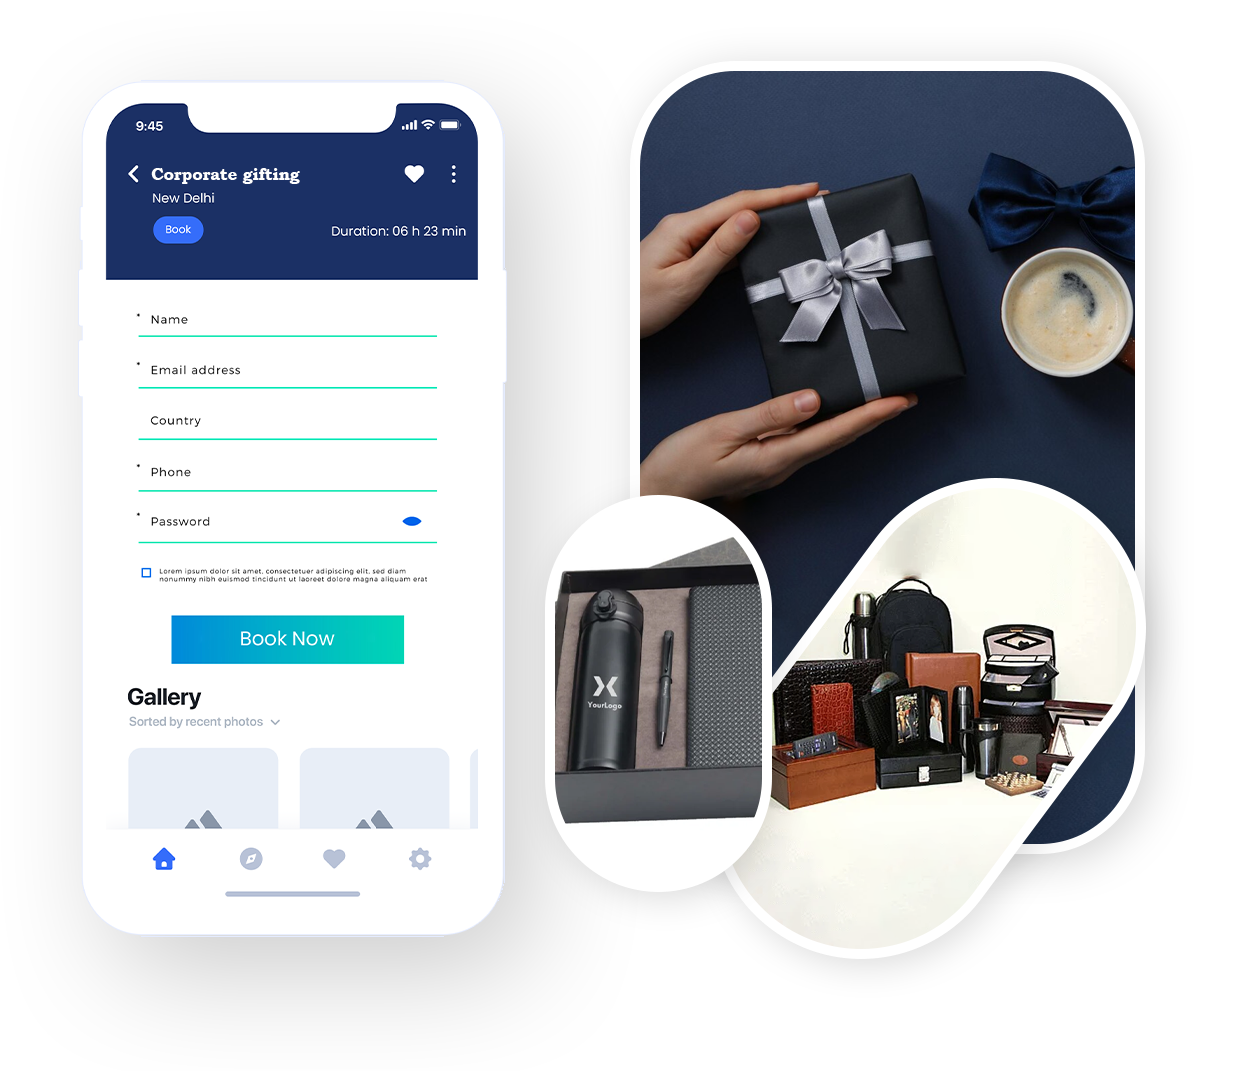 9:45
Corporate gifting
New Delhi
Book
Duration: 06 h 23 min
* Name
* Email address
Country
* Phone
* Password
Lorem ipsum dolor sit amet, consectetuer adipiscing elit, sed diam
nonummy nibh euismod tincidunt ut laoreet dolore magna aliquam erat
Book Now
Gallery
Sorted by recent photos
YourLogo